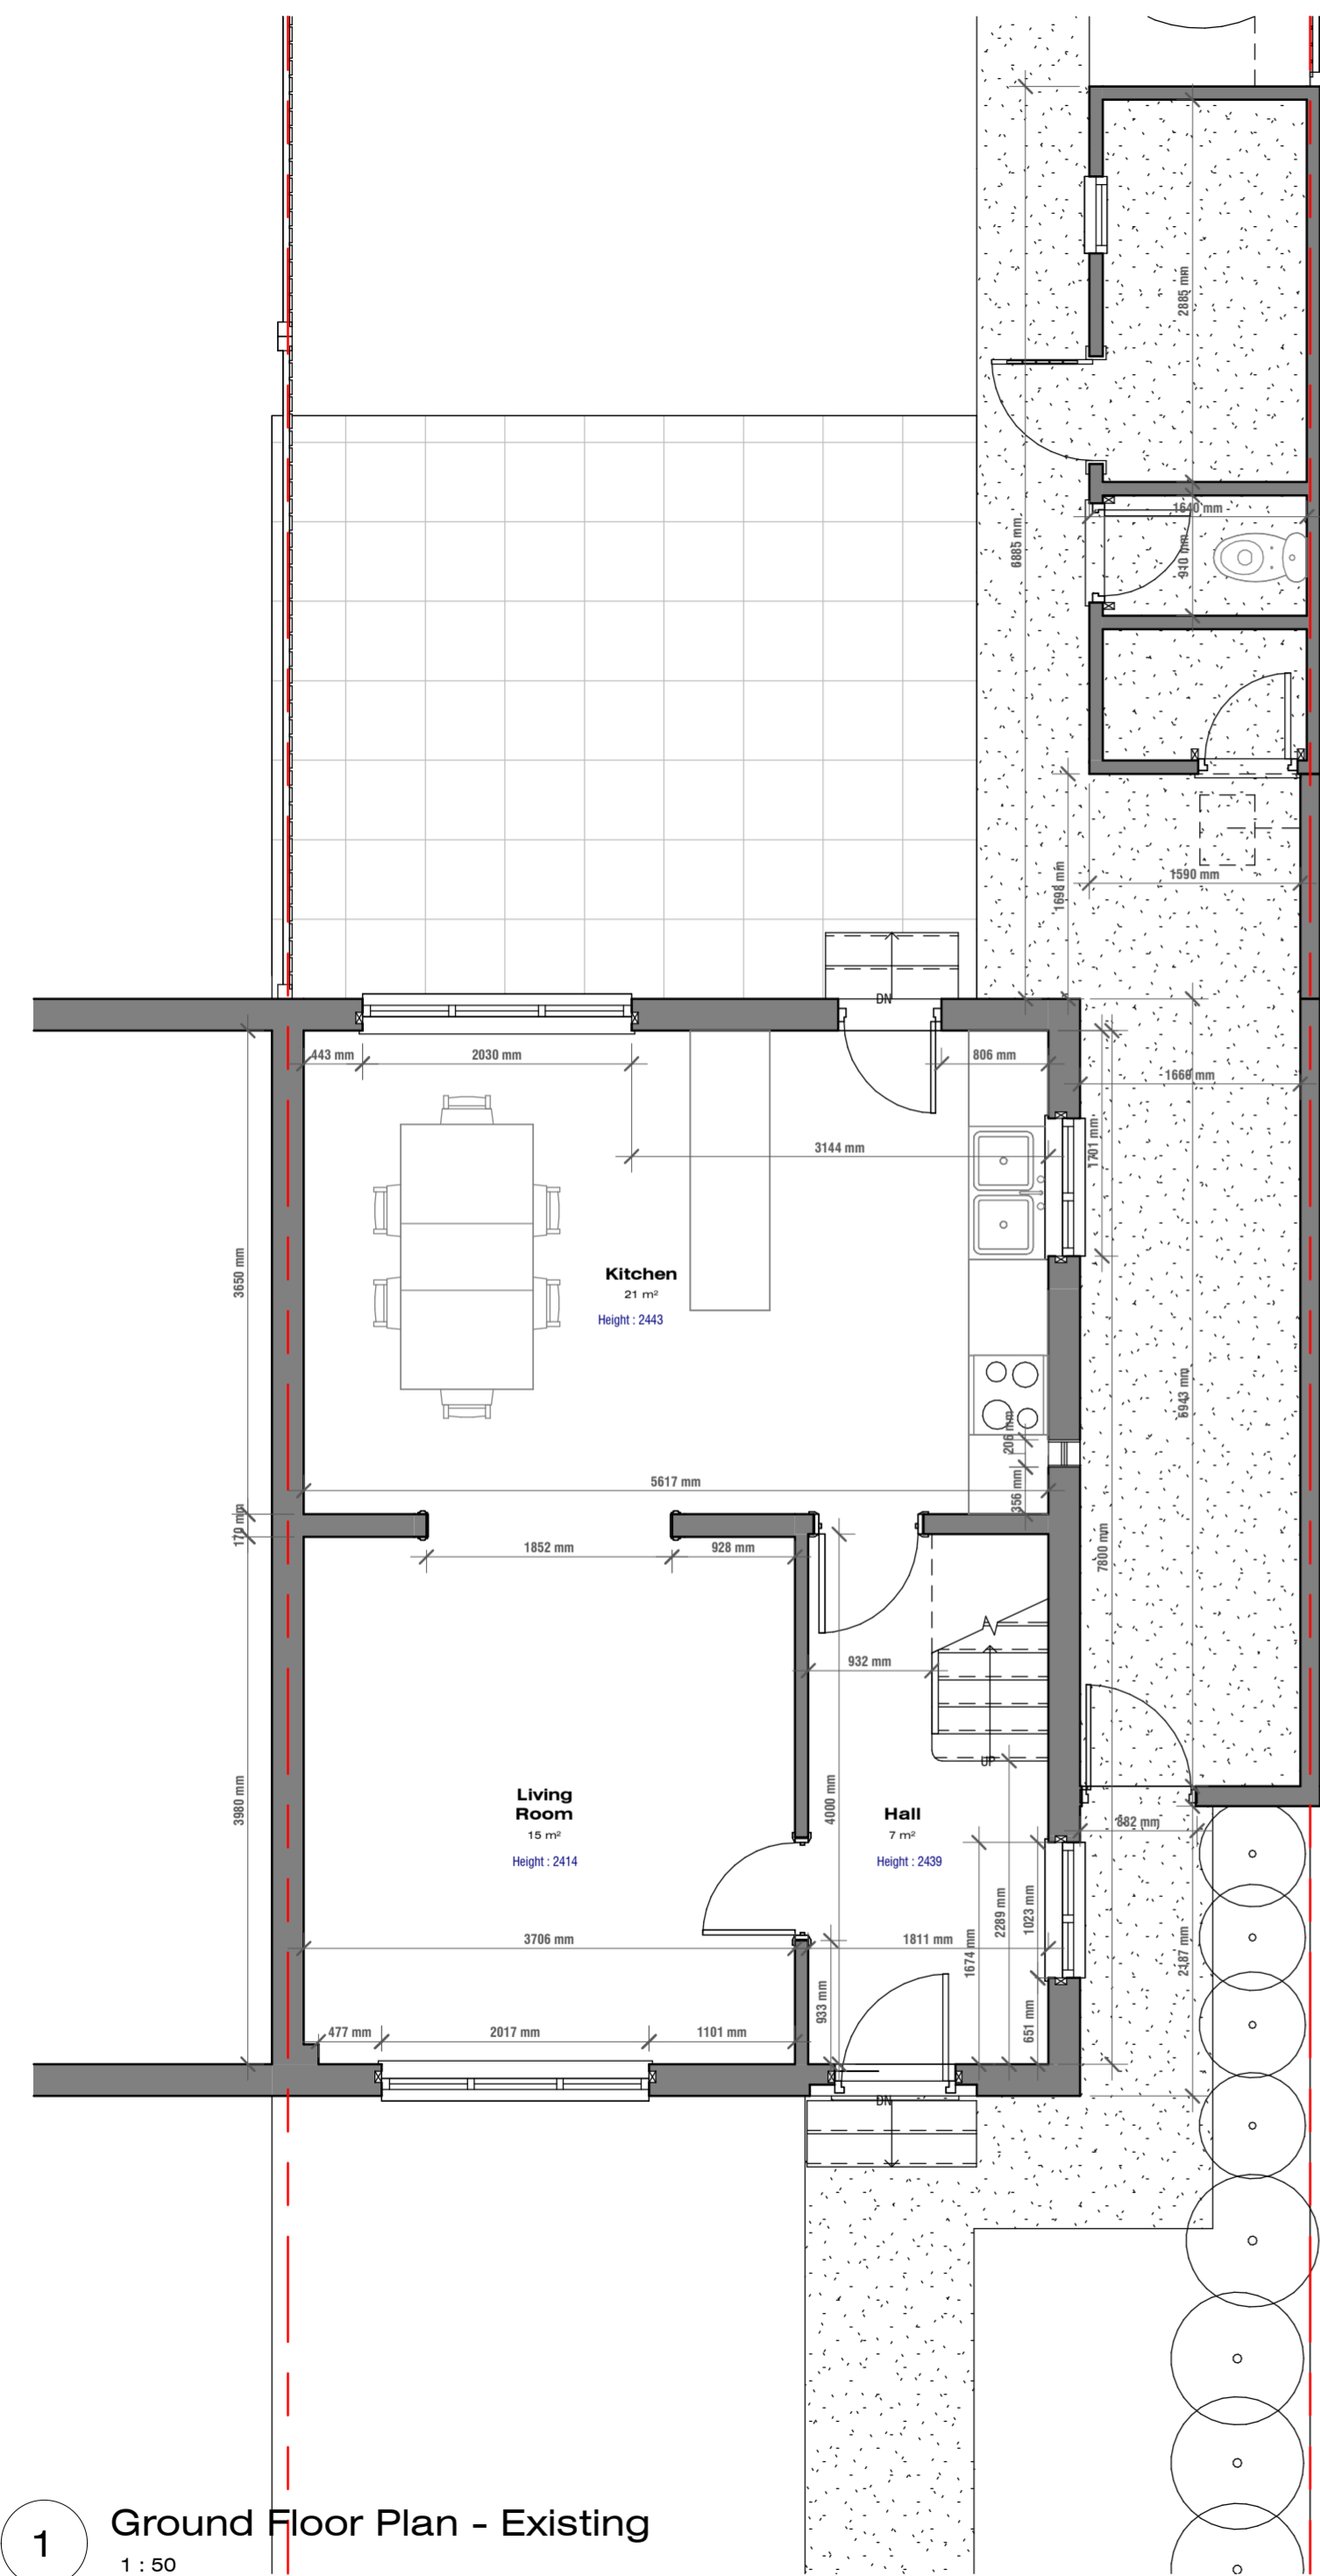 2885 mm
1640 mm
910 mm
6885 mm
1698 mm
1590 mm
DN
443 mm
2030 mm
806 mm
1660 mm
3144 mm
1701 mm
3650 mm
Kitchen
21 m²
Height : 2443
6943 mm
206 mm
5617 mm
356 mm
170 mm
1852 mm
928 mm
7800 mm
932 mm
UP
3980 mm
4000 mm
Living
Room
15 m²
Height : 2414
Hall
7 m²
Height : 2439
882 mm
2289 mm
1023 mm
3706 mm
1811 mm
1674 mm
2187 mm
933 mm
651 mm
477 mm
2017 mm
1101 mm
DN
1
Ground Floor Plan - Existing
1 : 50